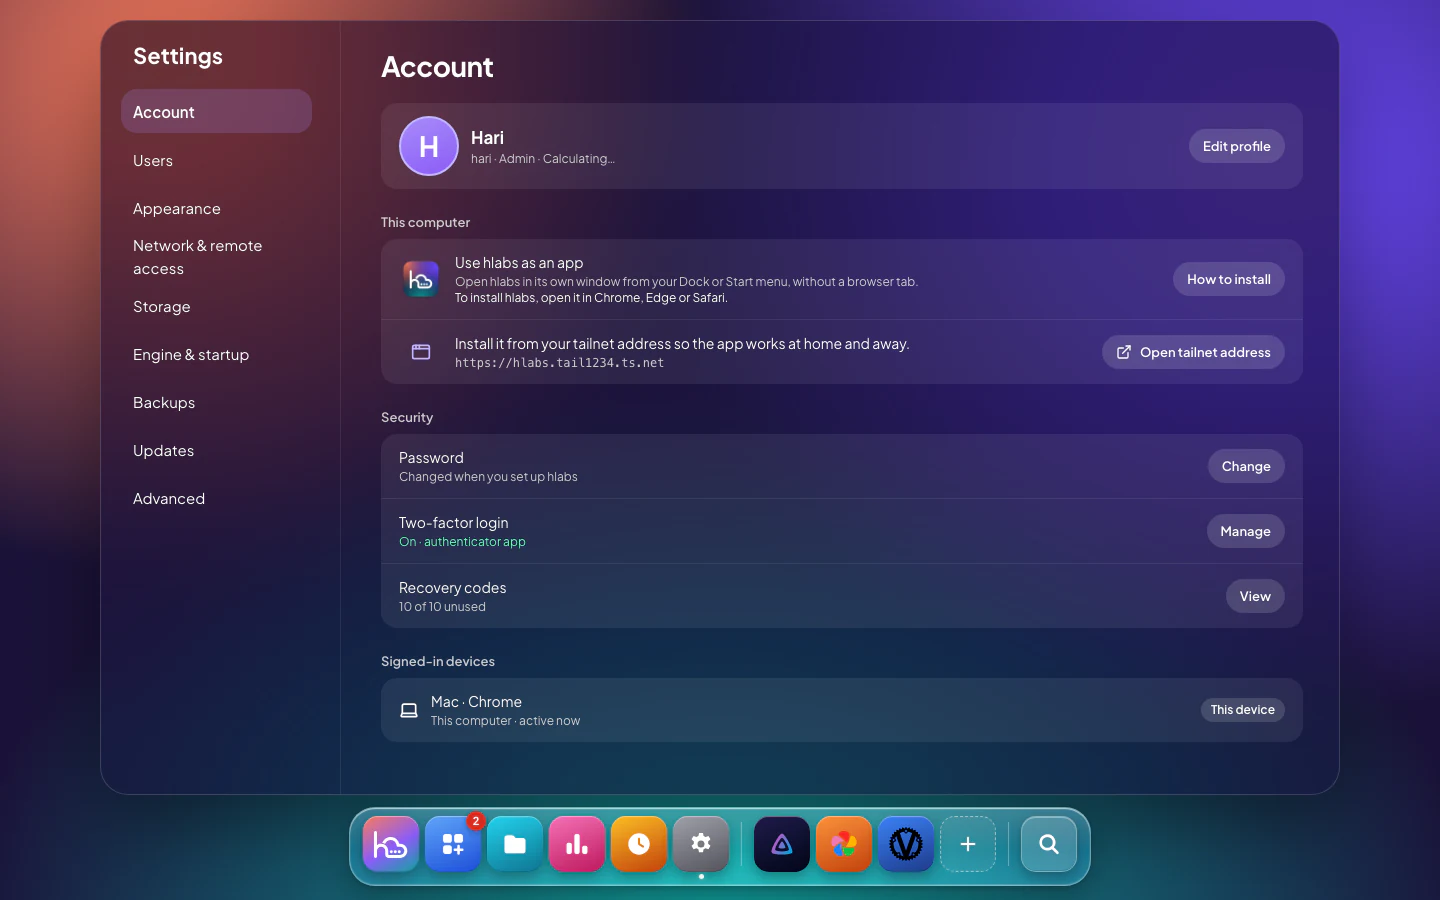 Settings
Account
Users
Appearance
Network & remote
access
Storage
Engine & startup
Backups
Updates
Advanced
Account
H
Hari
hari · Admin · Calculating…
Edit profile
This computer
Use hlabs as an app
Open hlabs in its own window from your Dock or Start menu, without a browser tab.
To install hlabs, open it in Chrome, Edge or Safari.
How to install
Install it from your tailnet address so the app works at home and away.
https://hlabs.tail1234.ts.net
Open tailnet address
Security
Password
Changed when you set up hlabs
Change
Two-factor login
On · authenticator app
Manage
Recovery codes
10 of 10 unused
View
Signed-in devices
Mac · Chrome
This computer · active now
This device
2